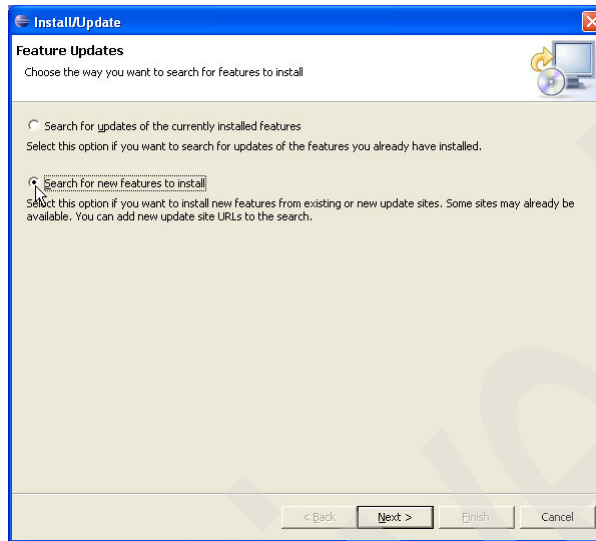 Install/Update
Feature Updates
Choose the way you want to search for features to install
Search for updates of the currently installed features
Select this option if you want to search for updates of the features you already have installed.
Search for new features to install
Select this option if you want to install new features from existing or new update sites. Some sites may already be
available. You can add new update site URLs to the search.
< Back Next > Finish Cancel